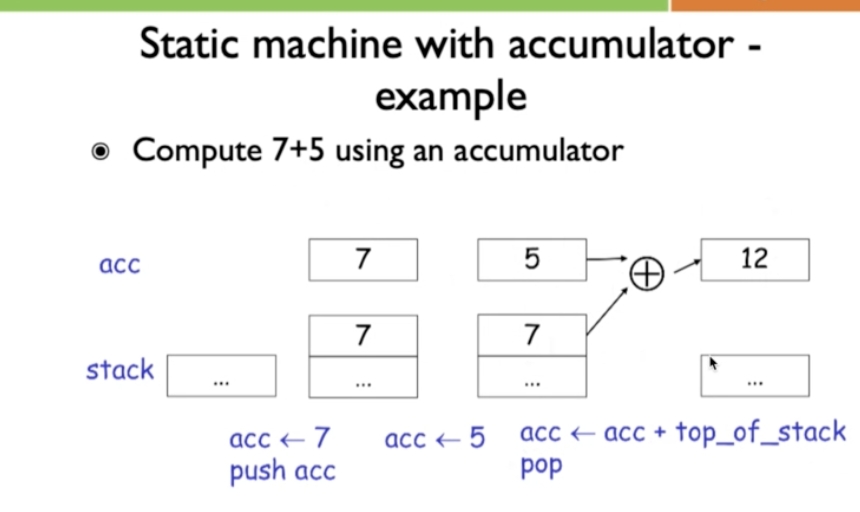 Static machine with accumulator -
example
Compute 7+5 using an accumulator
acc 7 5 12
7 7
stack ... ... ... ...
acc ← 7 acc ← 5 acc ← acc + top_of_stack
push acc pop